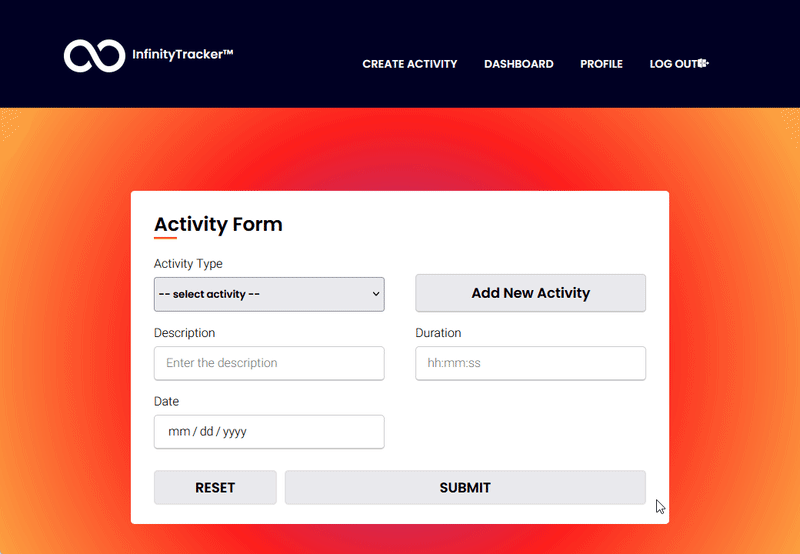 InfinityTracker™
CREATE ACTIVITY DASHBOARD PROFILE LOG OUT
Activity Form
Activity Type
-- select activity --
Add New Activity
Description
Duration
Enter the description
hh:mm:ss
Date
mm / dd / yyyy
RESET
SUBMIT